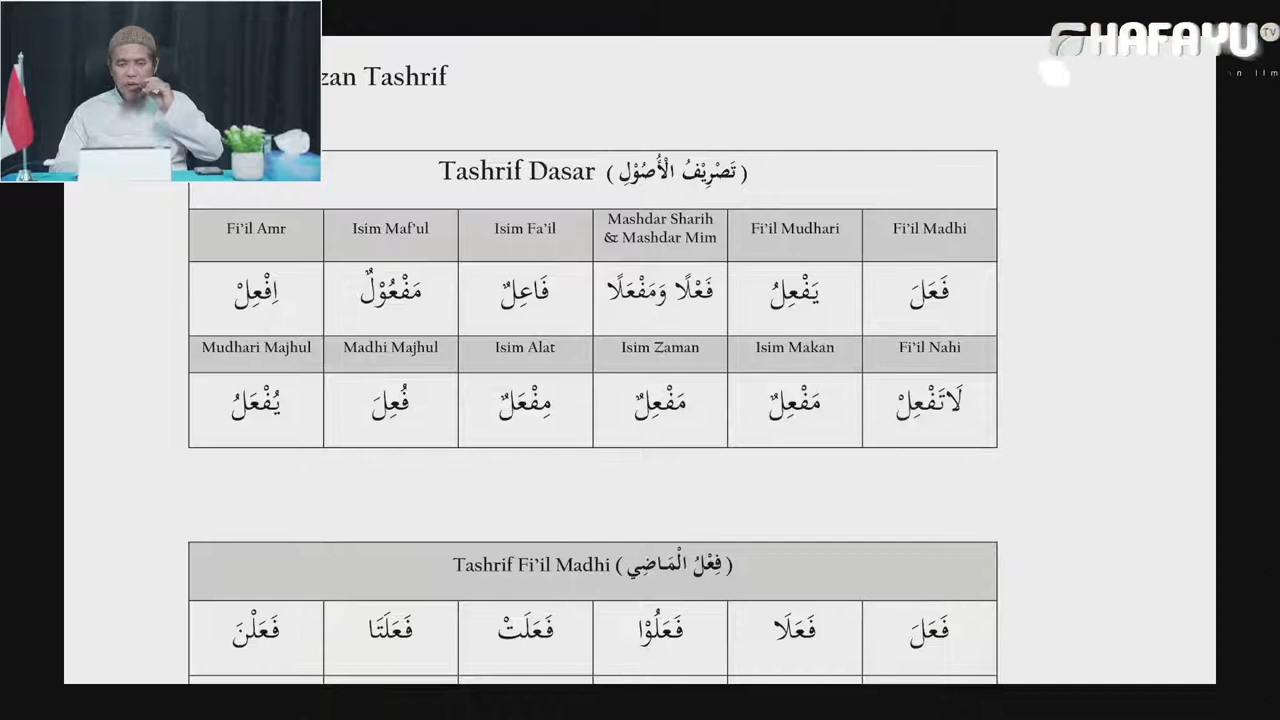 HAFAYU TV
zan Tashrif
Tashrif Dasar ( تَصْرِيْفُ الْأُصُوْلِ )
Fi'il Amr
Isim Maf'ul
Isim Fa'il
Mashdar Sharih
& Mashdar Mim
Fi'il Mudhari
Fi'il Madhi
اِفْعِلْ
مَفْعُوْلٌ
فَاعِلٌ
فَعْلًا وَمَفْعَلًا
يَفْعِلُ
فَعَلَ
Mudhari Majhul
Madhi Majhul
Isim Alat
Isim Zaman
Isim Makan
Fi'il Nahi
يُفْعَلُ
فُعِلَ
مِفْعَلٌ
مَفْعِلٌ
مَفْعِلٌ
لَاتَفْعِلْ
Tashrif Fi'il Madhi ( فِعْلُ الْمَاضِي )
فَعَلْنَ
فَعَلَتَا
فَعَلَتْ
فَعَلُوْا
فَعَلَا
فَعَلَ